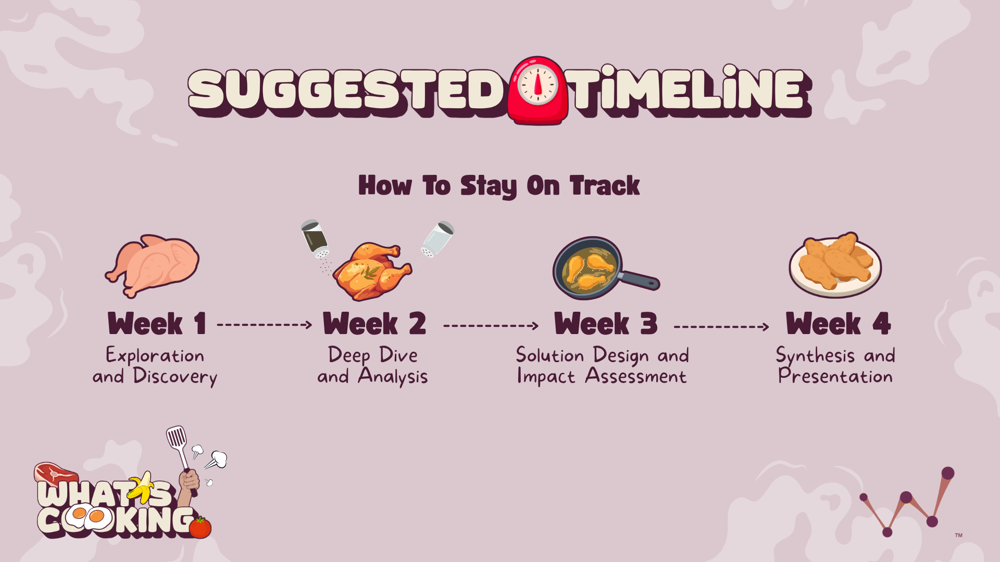 SUGGESTED TiMELiNE
How To Stay On Track
Week 1
Week 2
Week 3
Week 4
Exploration
and Discovery
Deep Dive
and Analysis
Solution Design and
Impact Assessment
Synthesis and
Presentation
WHAT'S
COOKING
TM